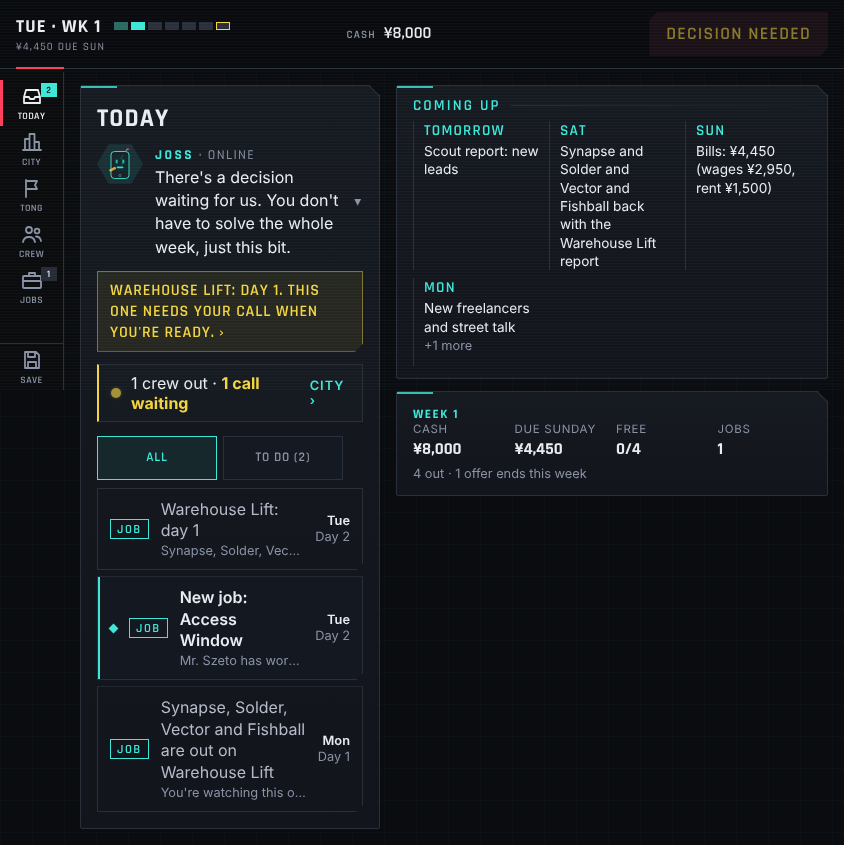 TUE · WK 1
¥4,450 DUE SUN
CASH ¥8,000
DECISION NEEDED
2
TODAY
CITY
TONG
CREW
1
JOBS
SAVE
TODAY
JOSS · ONLINE
There's a decision
waiting for us. You don't
have to solve the whole
week, just this bit.
WAREHOUSE LIFT: DAY 1. THIS
ONE NEEDS YOUR CALL WHEN
YOU'RE READY. ›
1 crew out · 1 call
waiting
CITY
›
ALL
TO DO (2)
JOB
Warehouse Lift:
day 1
Synapse, Solder, Vec...
Tue
Day 2
JOB
New job:
Access
Window
Mr. Szeto has wor...
Tue
Day 2
JOB
Synapse, Solder,
Vector and Fishball
are out on
Warehouse Lift
You're watching this o...
Mon
Day 1
COMING UP
TOMORROW
Scout report: new
leads
SAT
Synapse and
Solder and
Vector and
Fishball back
with the
Warehouse Lift
report
SUN
Bills: ¥4,450
(wages ¥2,950,
rent ¥1,500)
MON
New freelancers
and street talk
+1 more
WEEK 1
CASH
¥8,000
DUE SUNDAY
¥4,450
FREE
0/4
JOBS
1
4 out · 1 offer ends this week